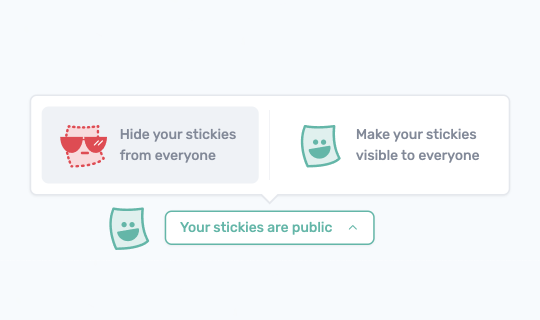 Hide your stickies
from everyone
Make your stickies
visible to everyone
Your stickies are public